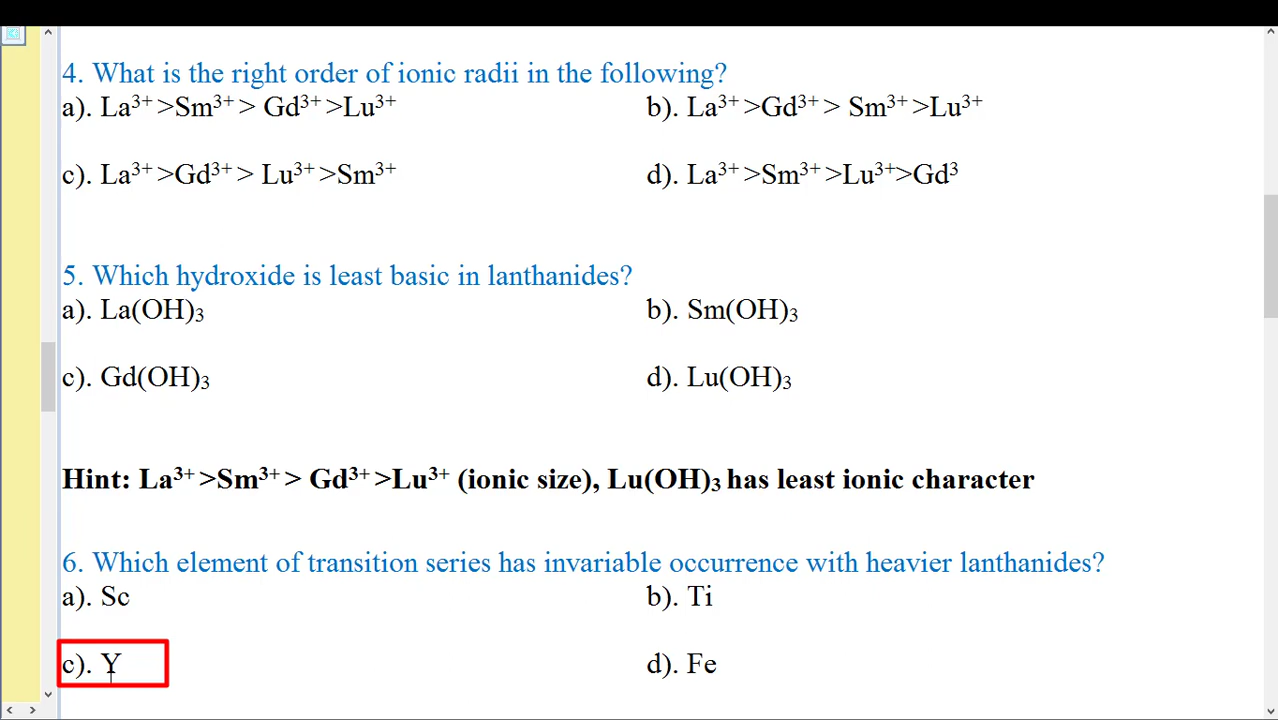 4. What is the right order of ionic radii in the following?
a). La³⁺ >Sm³⁺ > Gd³⁺ >Lu³⁺ b). La³⁺ >Gd³⁺ > Sm³⁺ >Lu³⁺
c). La³⁺ >Gd³⁺ > Lu³⁺ >Sm³⁺ d). La³⁺ >Sm³⁺ >Lu³⁺>Gd³
5. Which hydroxide is least basic in lanthanides?
a). La(OH)₃ b). Sm(OH)₃
c). Gd(OH)₃ d). Lu(OH)₃
Hint: La³⁺ >Sm³⁺ > Gd³⁺ >Lu³⁺ (ionic size), Lu(OH)₃ has least ionic character
6. Which element of transition series has invariable occurrence with heavier lanthanides?
a). Sc b). Ti
c). Y d). Fe